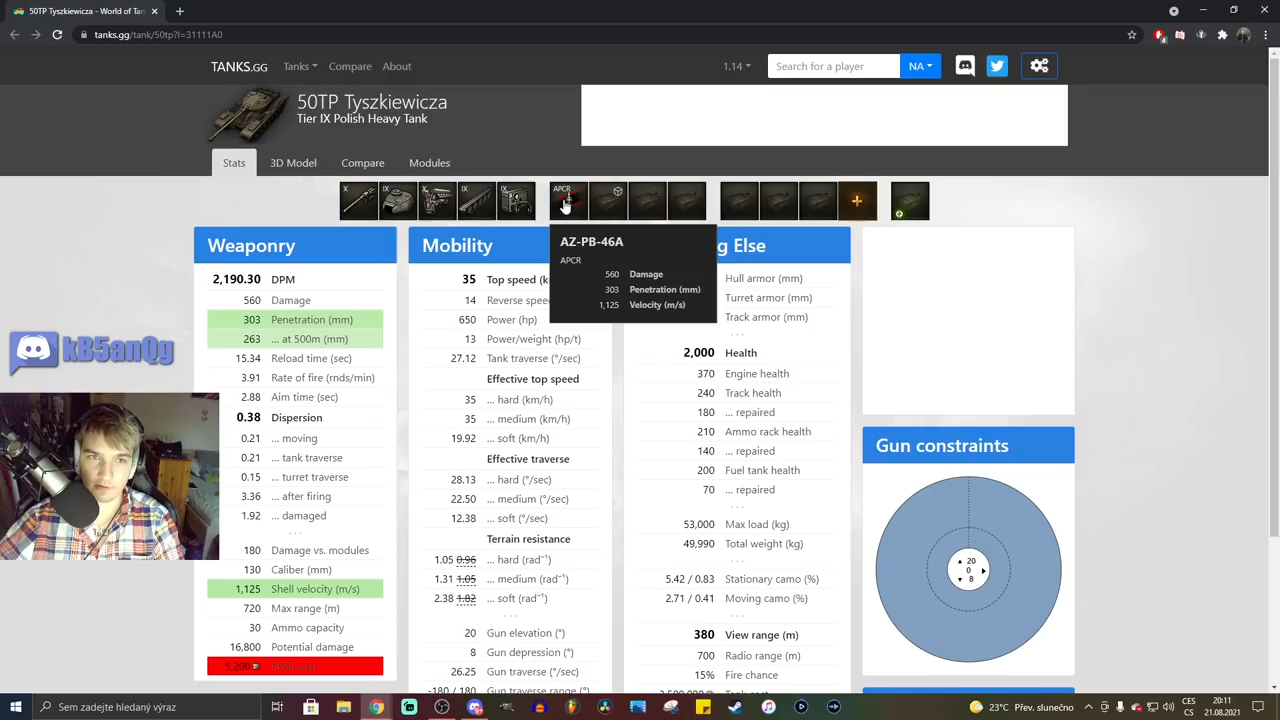 50TP Tyszkiewicza - World of Tan
tanks.gg/tank/50tp?l=31111A0
TANKS.GG
Tanks
Compare
About
1.14
Search for a player
NA
50TP Tyszkiewicza
Tier IX Polish Heavy Tank
Stats
3D Model
Compare
Modules
X
IX
X
IX
IX
APCR
Weaponry
2,190.30 DPM
560 Damage
303 Penetration (mm)
263 ... at 500m (mm)
15.34 Reload time (sec)
3.91 Rate of fire (rnds/min)
2.88 Aim time (sec)
0.38 Dispersion
0.21 ... moving
0.21 ... tank traverse
0.15 ... turret traverse
3.36 ... after firing
1.92 ... damaged
. . .
180 Damage vs. modules
130 Caliber (mm)
1,125 Shell velocity (m/s)
720 Max range (m)
30 Ammo capacity
16,800 Potential damage
5,200 Shell cost
Mobility
35 Top speed (k
14 Reverse spee
650 Power (hp)
13 Power/weight (hp/t)
27.12 Tank traverse (°/sec)
Effective top speed
35 ... hard (km/h)
35 ... medium (km/h)
19.92 ... soft (km/h)
Effective traverse
28.13 ... hard (°/sec)
22.50 ... medium (°/sec)
12.38 ... soft (°/sec)
Terrain resistance
1.05 0.96 ... hard (rad⁻¹)
1.31 1.05 ... medium (rad⁻¹)
2.38 1.82 ... soft (rad⁻¹)
. . .
20 Gun elevation (°)
8 Gun depression (°)
26.25 Gun traverse (°/sec)
-180 / 180 Gun traverse range (°)
AZ-PB-46A
APCR
560 Damage
303 Penetration (mm)
1,125 Velocity (m/s)
g Else
Hull armor (mm)
Turret armor (mm)
Track armor (mm)
. . .
2,000 Health
370 Engine health
240 Track health
180 ... repaired
210 Ammo rack health
140 ... repaired
200 Fuel tank health
70 ... repaired
. . .
53,000 Max load (kg)
49,990 Total weight (kg)
. . .
5.42 / 0.83 Stationary camo (%)
2.71 / 0.41 Moving camo (%)
. . .
380 View range (m)
700 Radio range (m)
15% Fire chance
Gun constraints
20
0
8
kB5anQg
Sem zadejte hledaný výraz
23°C Přev. slunečno
CES
CS
20:11
21.08.2021